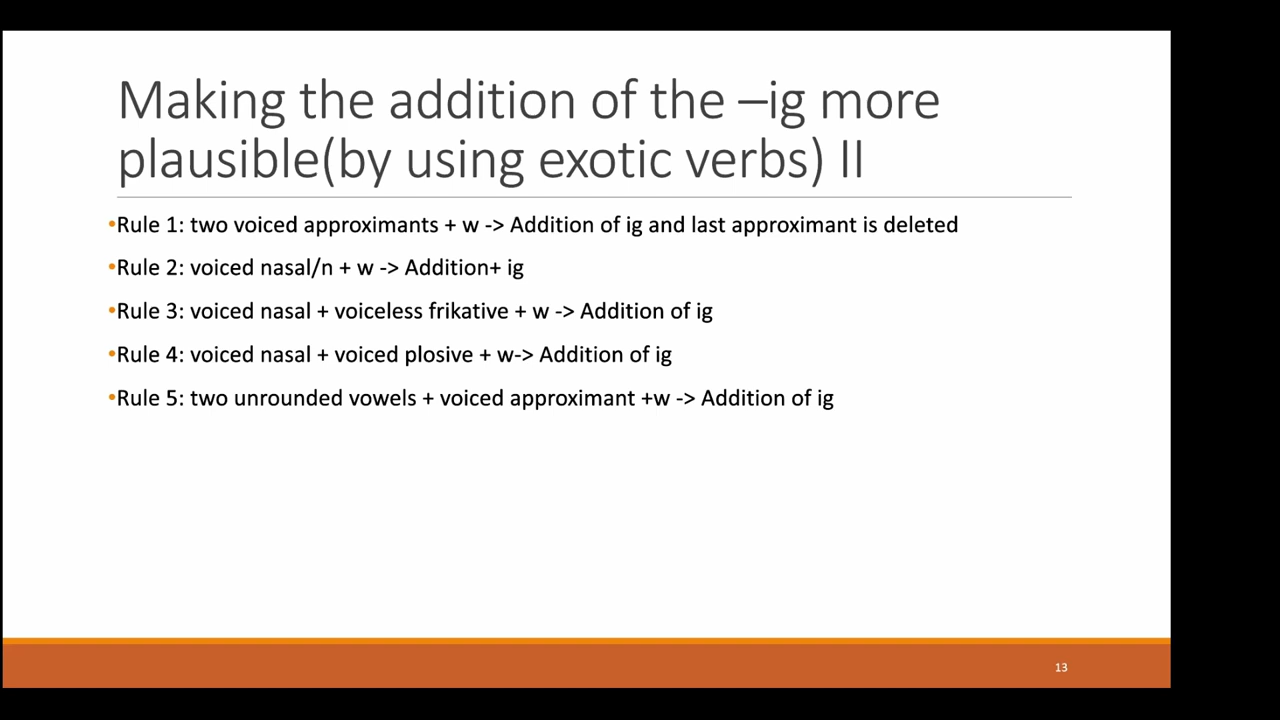 Making the addition of the –ig more
plausible(by using exotic verbs) II
•Rule 1: two voiced approximants + w -> Addition of ig and last approximant is deleted
•Rule 2: voiced nasal/n + w -> Addition+ ig
•Rule 3: voiced nasal + voiceless frikative + w -> Addition of ig
•Rule 4: voiced nasal + voiced plosive + w-> Addition of ig
•Rule 5: two unrounded vowels + voiced approximant +w -> Addition of ig
13